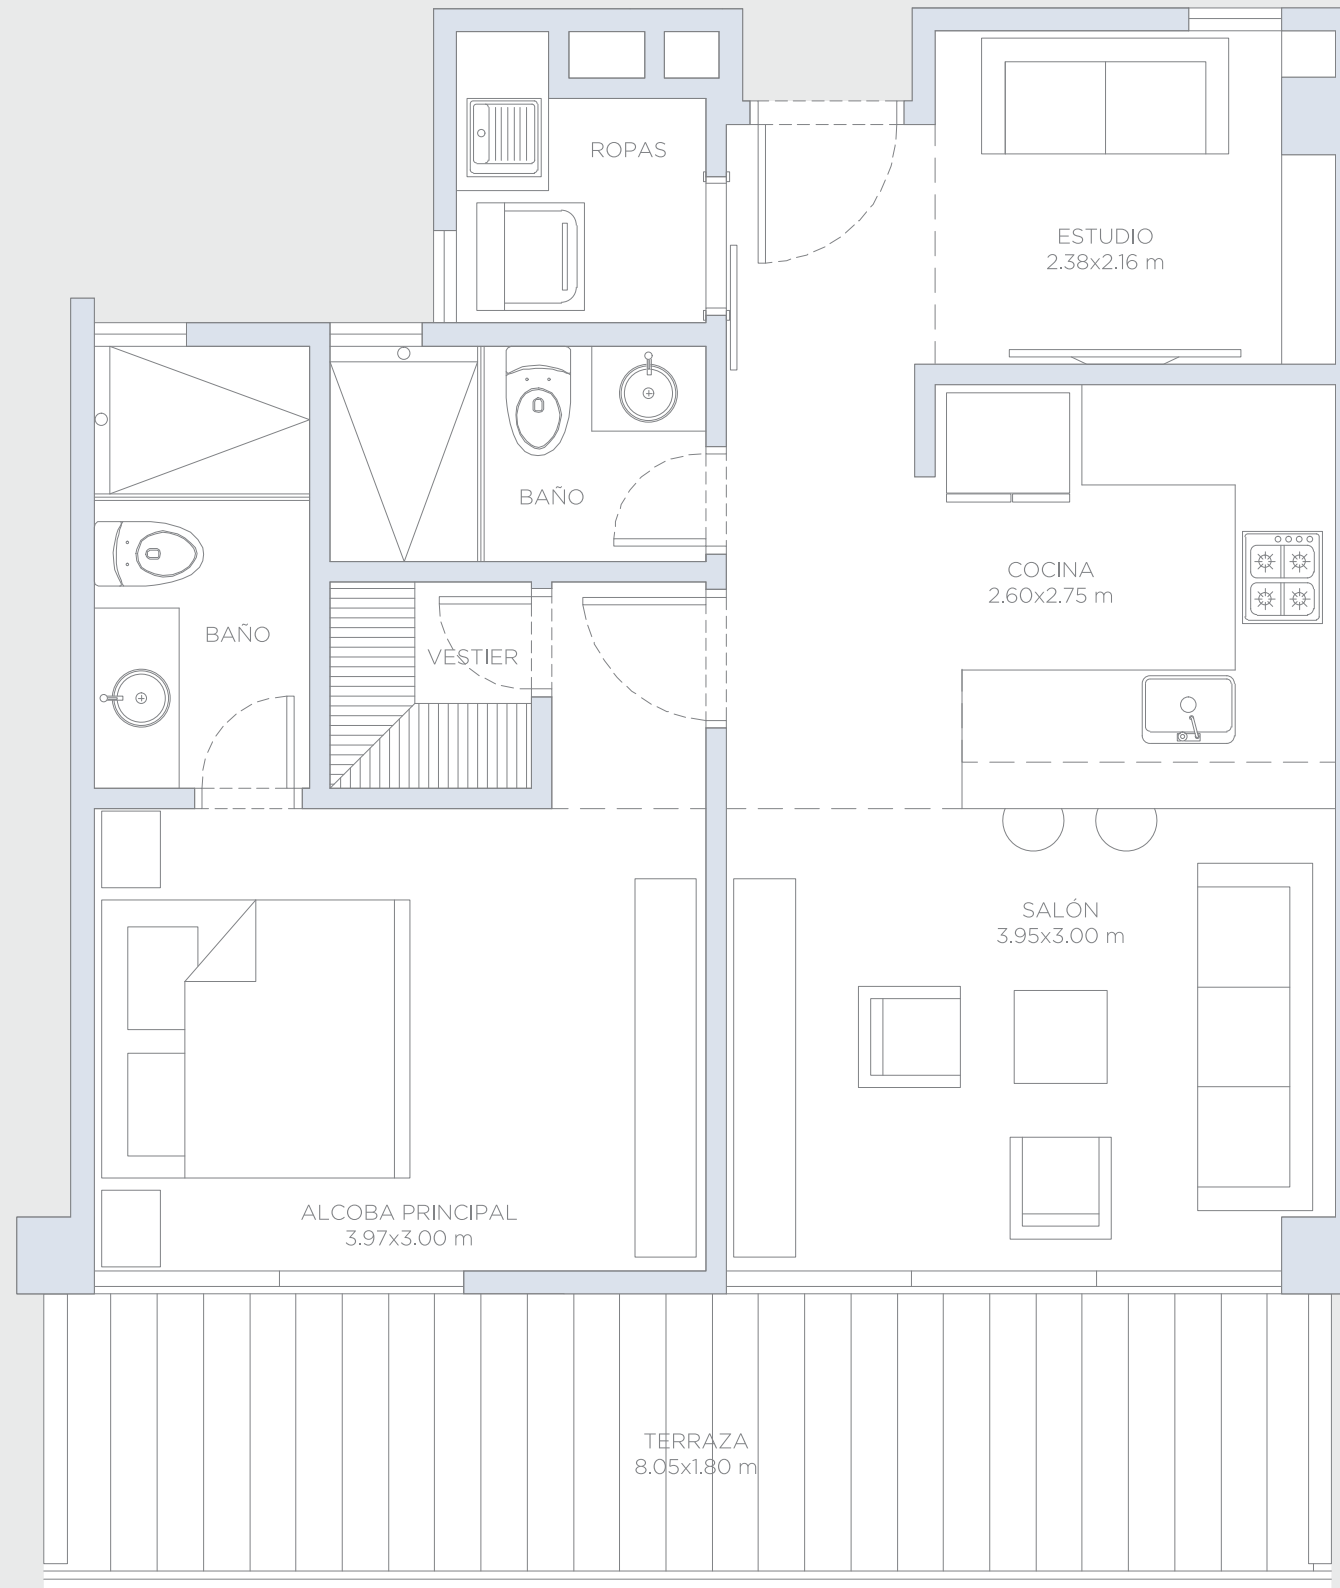 ROPAS
ESTUDIO
2.38x2.16 m
BAÑO
COCINA
2.60x2.75 m
BAÑO
VESTIER
SALÓN
3.95x3.00 m
ALCOBA PRINCIPAL
3.97x3.00 m
TERRAZA
8.05x1.80 m